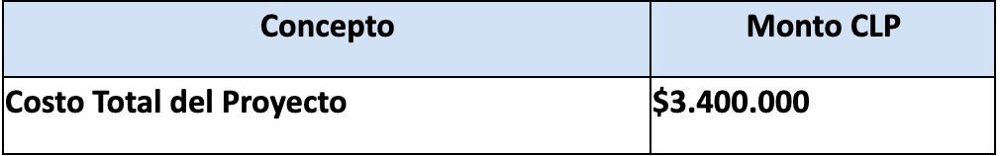 Concepto Monto CLP
Costo Total del Proyecto $3.400.000